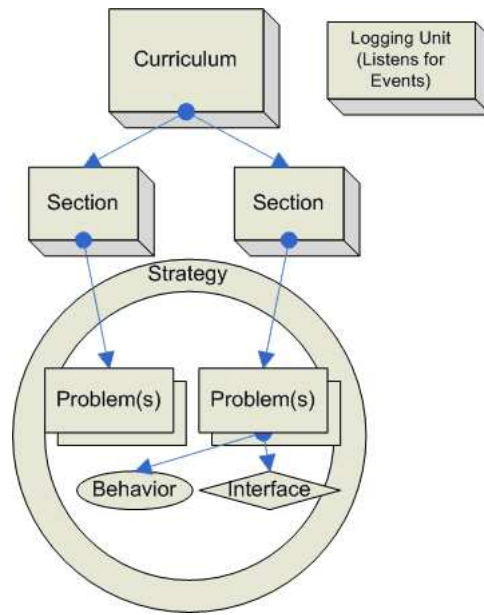 Curriculum
Logging Unit
(Listens for
Events)
Section
Section
Strategy
Problem(s)
Problem(s)
Behavior
Interface